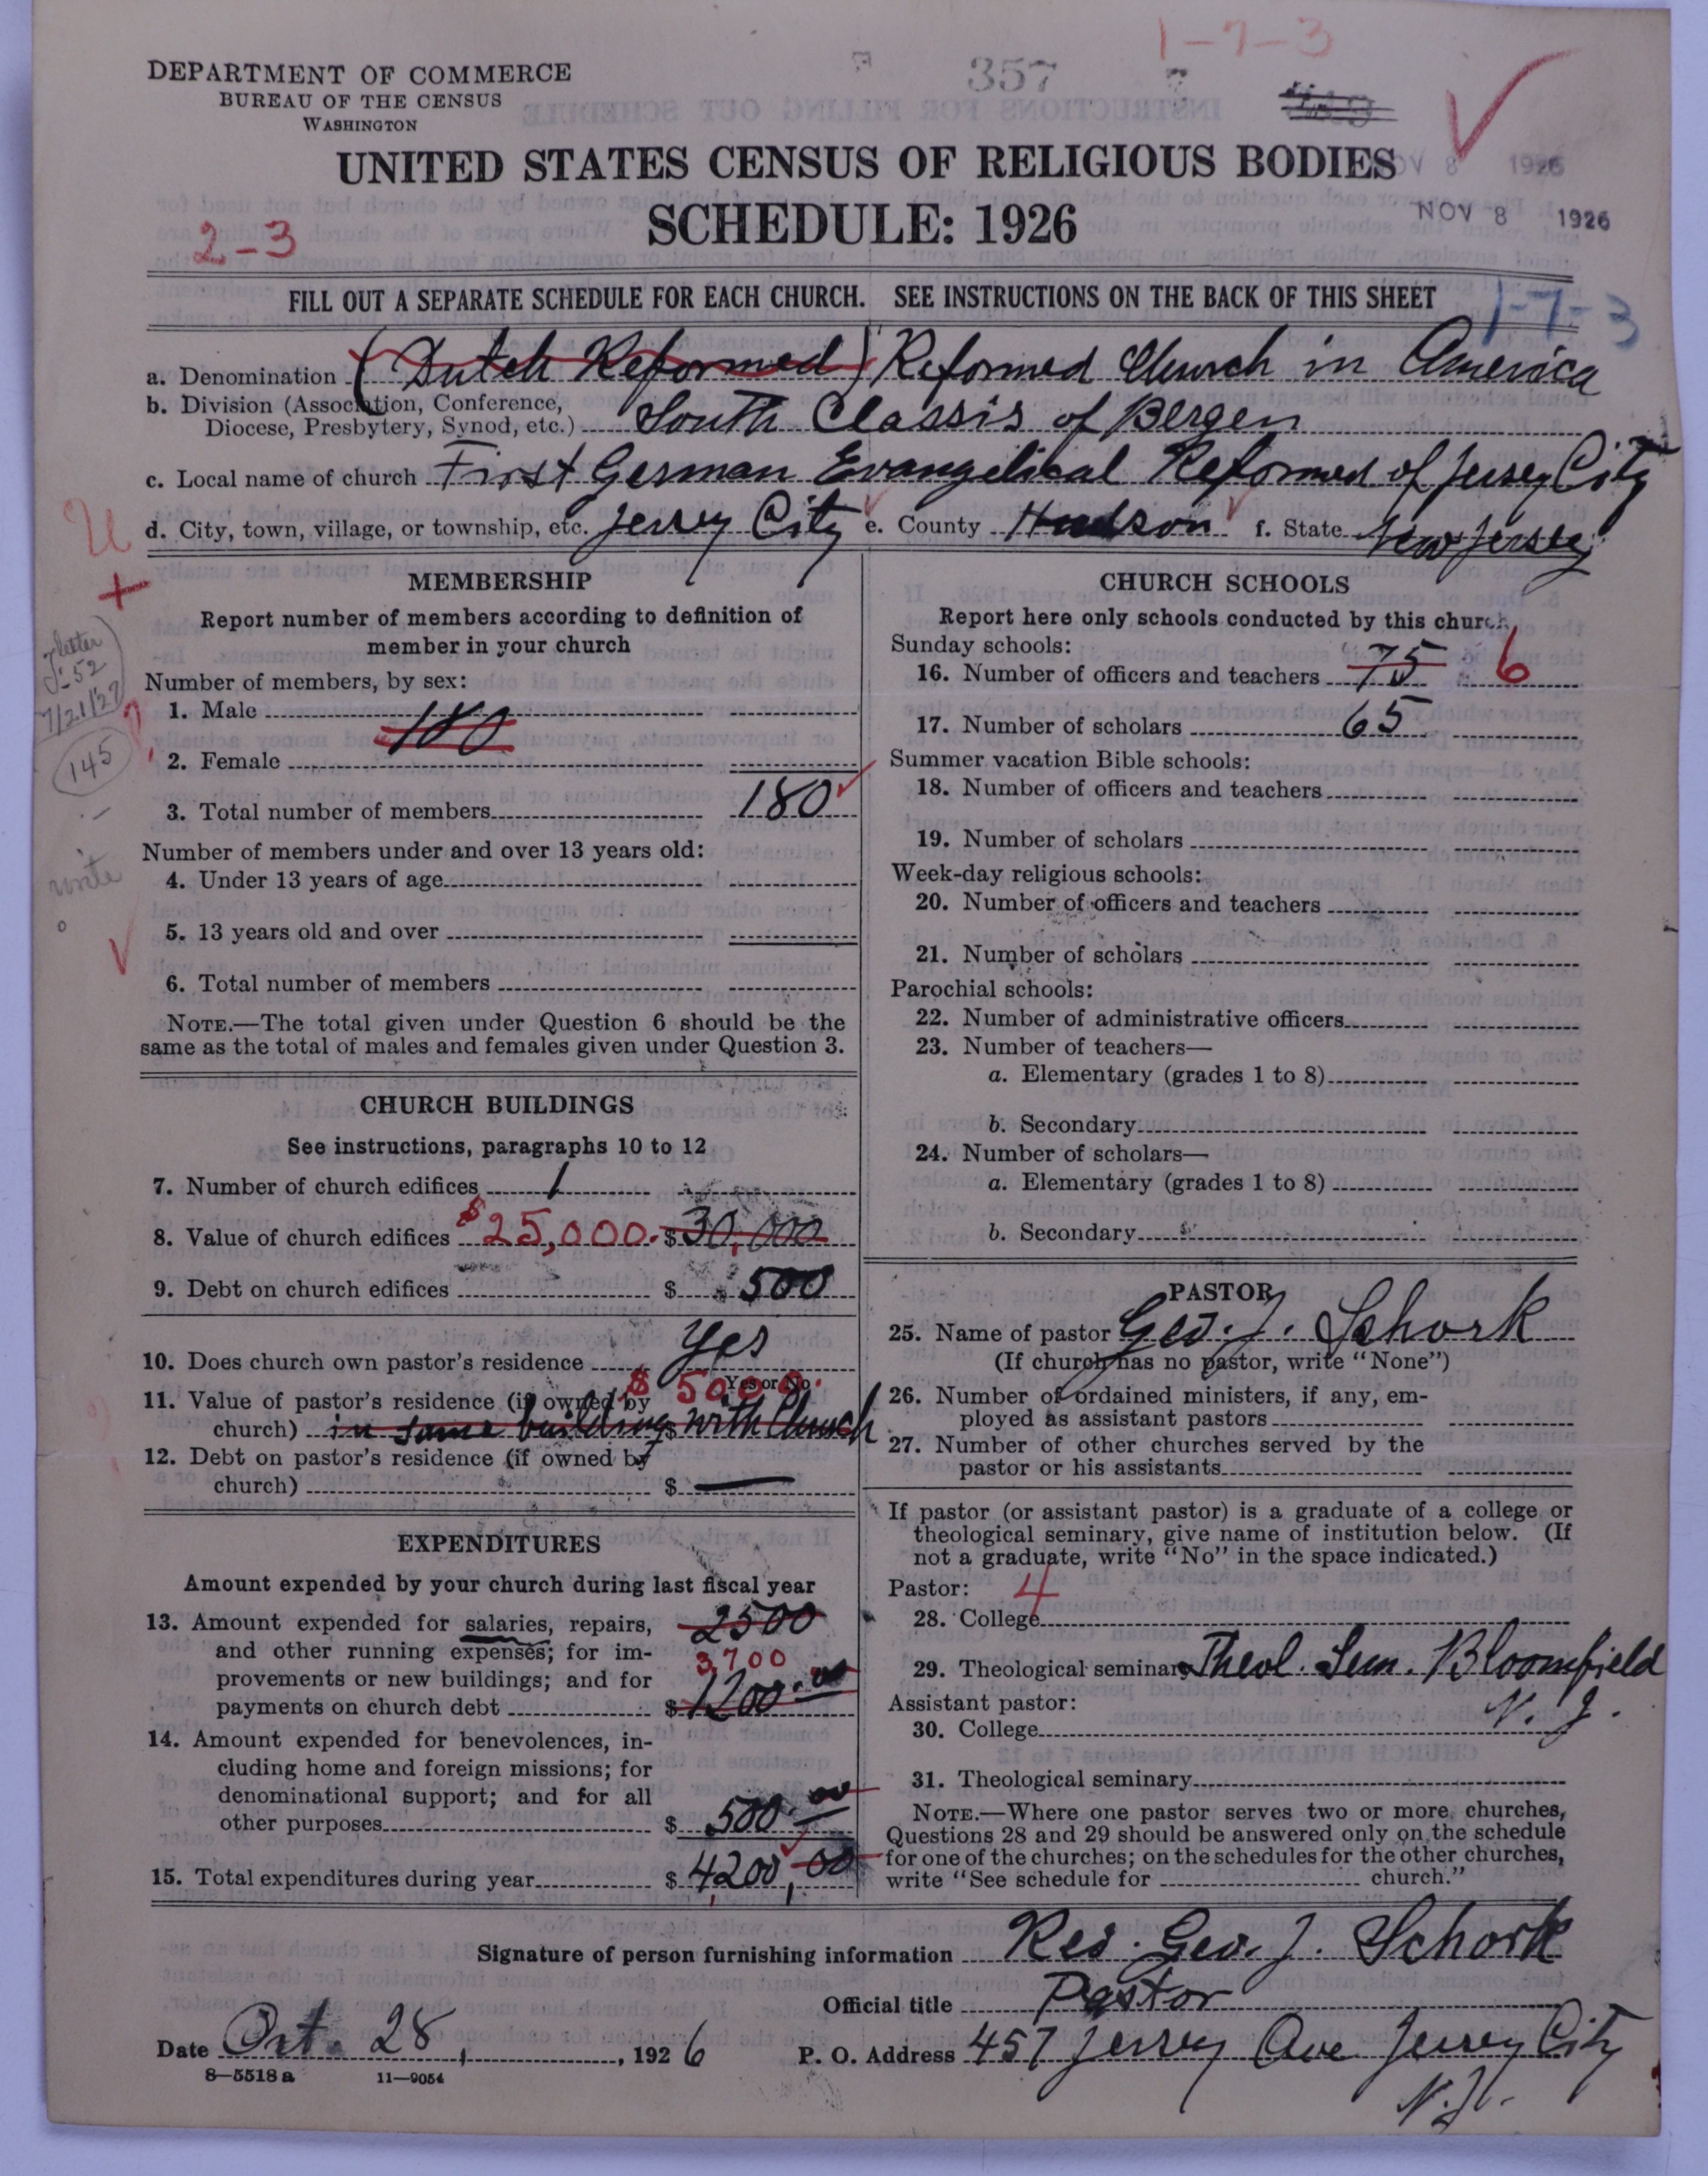 1-7-3
357
DEPARTMENT OF COMMERCE
BUREAU OF THE CENSUS
WASHINGTON
UNITED STATES CENSUS OF RELIGIOUS BODIES
NOV 8 1926
SCHEDULE: 1926
NOV 8 1926
2-3
FILL OUT A SEPARATE SCHEDULE FOR EACH CHURCH. SEE INSTRUCTIONS ON THE BACK OF THIS SHEET
1-7-3
a. Denomination (Dutch Reformed) Reformed Church in America
b. Division (Association, Conference, Diocese, Presbytery, Synod, etc.) South Classis of Bergen
c. Local name of church First German Evangelical Reformed of Jersey City
d. City, town, village, or township, etc. Jersey City e. County Hudson f. State New Jersey
U
+
letter
J-52
7/21/27
145
write
MEMBERSHIP
Report number of members according to definition of
member in your church
Number of members, by sex:
1. Male
180
2. Female
3. Total number of members 180
Number of members under and over 13 years old:
4. Under 13 years of age
5. 13 years old and over
6. Total number of members
NOTE.—The total given under Question 6 should be the
same as the total of males and females given under Question 3.
CHURCH BUILDINGS
See instructions, paragraphs 10 to 12
7. Number of church edifices 1
8. Value of church edifices $25,000. $30,000
9. Debt on church edifices $ 500
10. Does church own pastor's residence Yes
Yes or No
11. Value of pastor's residence (if owned by $ 5000.
church) in same building $ with Church
12. Debt on pastor's residence (if owned by
church) $ —
EXPENDITURES
Amount expended by your church during last fiscal year
13. Amount expended for salaries, repairs, 2500
and other running expenses; for im- 3,700
provements or new buildings; and for
payments on church debt $ 1200.00
14. Amount expended for benevolences, in-
cluding home and foreign missions; for
denominational support; and for all
other purposes $ 500.00
15. Total expenditures during year $ 4200,00
CHURCH SCHOOLS
Report here only schools conducted by this church
Sunday schools:
16. Number of officers and teachers 75 6
17. Number of scholars 65
Summer vacation Bible schools:
18. Number of officers and teachers
19. Number of scholars
Week-day religious schools:
20. Number of officers and teachers
21. Number of scholars
Parochial schools:
22. Number of administrative officers
23. Number of teachers—
a. Elementary (grades 1 to 8)
b. Secondary
24. Number of scholars—
a. Elementary (grades 1 to 8)
b. Secondary
PASTOR
25. Name of pastor Geo. J. Schork
(If church has no pastor, write "None")
26. Number of ordained ministers, if any, em-
ployed as assistant pastors
27. Number of other churches served by the
pastor or his assistants
If pastor (or assistant pastor) is a graduate of a college or
theological seminary, give name of institution below. (If
not a graduate, write "No" in the space indicated.)
Pastor: 4
28. College
29. Theological seminary Theol. Sem. Bloomfield
Assistant pastor: N. J.
30. College
31. Theological seminary
NOTE.—Where one pastor serves two or more churches,
Questions 28 and 29 should be answered only on the schedule
for one of the churches; on the schedules for the other churches,
write "See schedule for church."
Signature of person furnishing information Rev. Geo. J. Schork
Official title Pastor
Date Oct. 28, 1926 P. O. Address 457 Jersey Ave Jersey City
N.J.
8—5518 a 11—9054